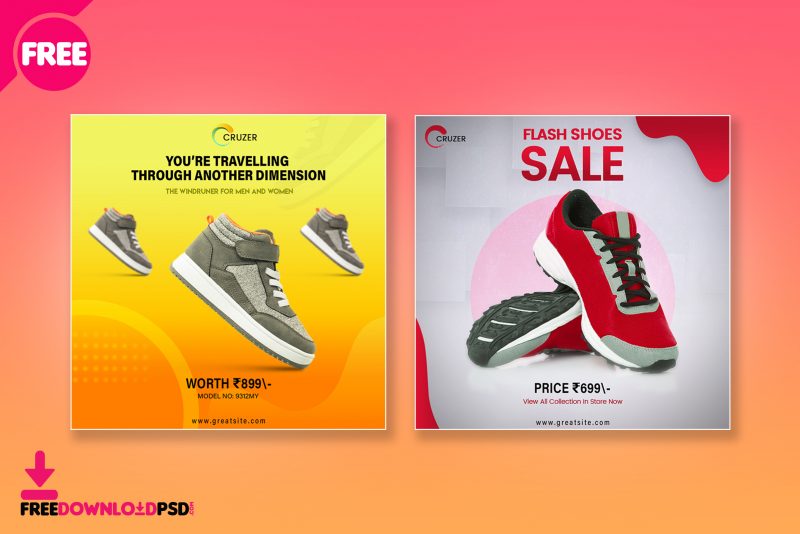 FREE
CRUZER
YOU'RE TRAVELLING
THROUGH ANOTHER DIMENSION
THE WINDRUNER FOR MEN AND WOMEN
WORTH ₹899\-
MODEL NO: 9312MY
www.greatsite.com
CRUZER
FLASH SHOES
SALE
PRICE ₹699\-
View All Collection In Store Now
www.greatsite.com
FREEDOWNLOADPSD.com